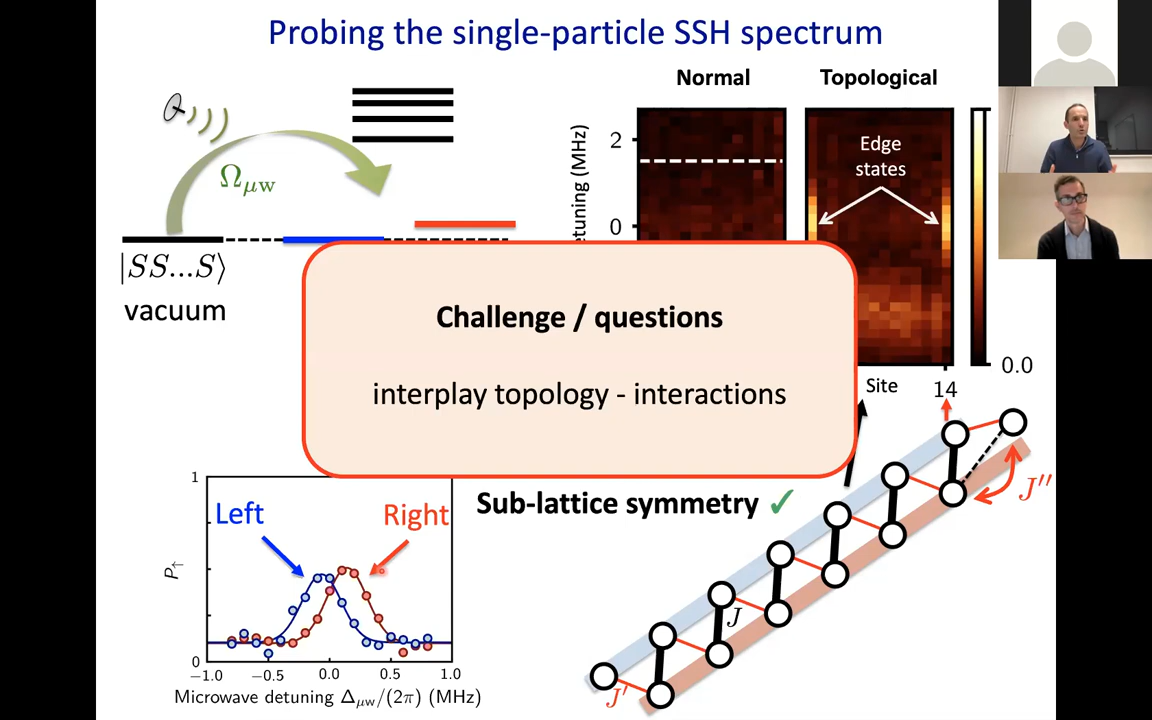 Probing the single-particle SSH spectrum
Normal
Topological
Ω_μw
|SS...S⟩
vacuum
2
0
etuning (MHz)
Edge
states
0.0
Site
14
Challenge / questions
interplay topology - interactions
Sub-lattice symmetry ✓
J''
J
J'
1
0
P↑
Left
Right
−1.0 −0.5 0.0 0.5 1.0
Microwave detuning Δ_μw/(2π) (MHz)